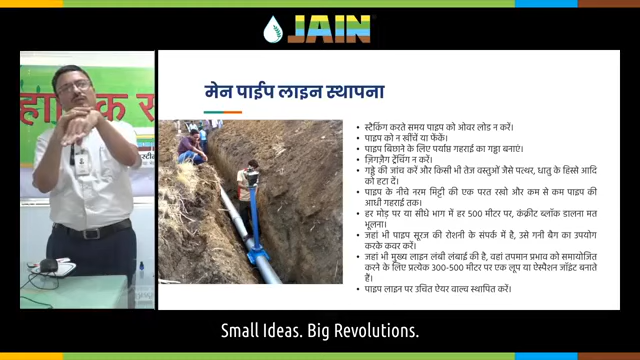 JAIN
मेन पाईप लाइन स्थापना
• स्टैकिंग करते समय पाइप को ओवर लोड न करें।
• पाइप को न खींचें या फेंकें।
• पाइप बिछाने के लिए पर्याप्त गहराई का गड्ढा बनाएं।
• ज़िगज़ैग ट्रेंचिंग न करें।
• गड्ढे की जांच करें और किसी भी तेज वस्तुओं जैसे पत्थर, धातु के हिस्से आदि
को हटा दें।
• पाइप के नीचे नरम मिट्टी की एक परत रखो और कम से कम पाइप की
आधी गहराई तक।
• हर मोड़ पर या सीधे भाग में हर 500 मीटर पर, कंक्रीट ब्लॉक डालना मत
भूलना।
• जहां भी पाइप सूरज की रोशनी के संपर्क में है, उसे गनी बैग का उपयोग
करके कवर करें।
• जहां भी मुख्य लाइन लंबी लंबाई की है, वहां तापमान प्रभाव को समायोजित
करने के लिए प्रत्येक 300-500 मीटर पर एक लूप या ऐस्पैशन जॉइंट बनाते
हैं।
• पाइप लाइन पर उचित ऐयर वाल्व स्थापित करें।
Small Ideas. Big Revolutions.